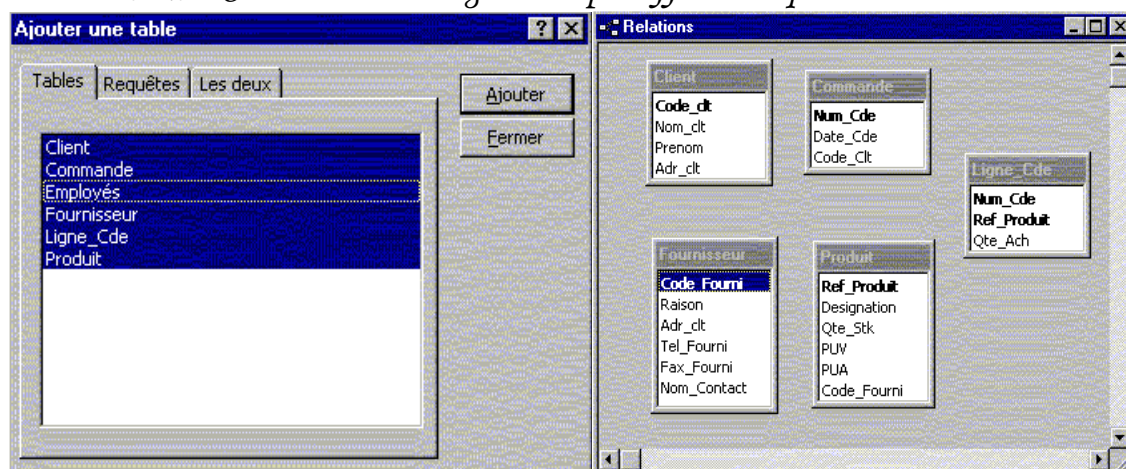 Ajouter une table
Tables
Requêtes
Les deux
Ajouter
Fermer
Client
Commande
Employés
Fournisseur
Ligne_Cde
Produit
Relations
Client
Code_clt
Nom_clt
Prenom
Adr_clt
Commande
Num_Cde
Date_Cde
Code_Clt
Ligne_Cde
Num_Cde
Ref_Produit
Qte_Ach
Fournisseur
Code_Fourni
Raison
Adr_clt
Tel_Fourni
Fax_Fourni
Nom_Contact
Produit
Ref_Produit
Designation
Qte_Stk
PUV
PUA
Code_Fourni